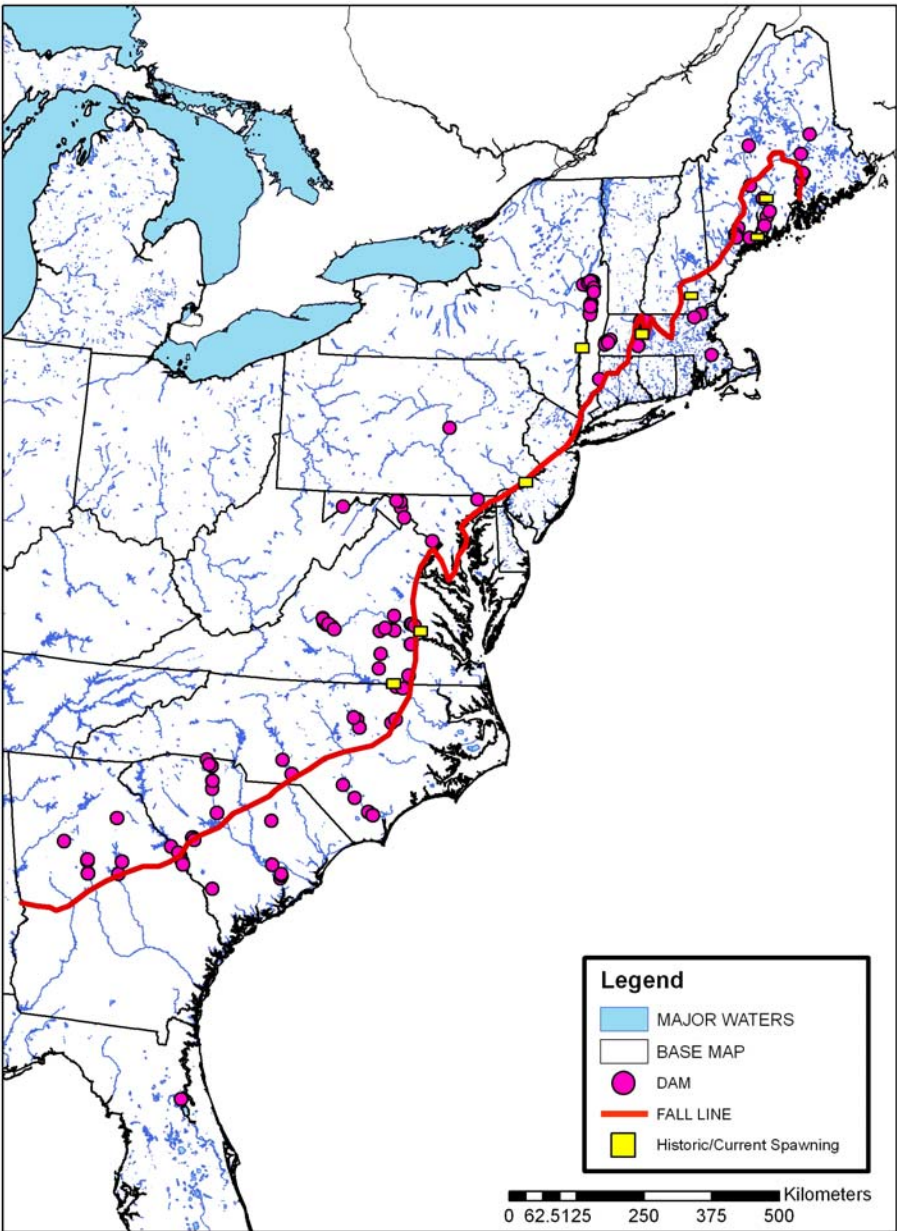 Legend
MAJOR WATERS
BASE MAP
DAM
FALL LINE
Historic/Current Spawning
Kilometers
0 62.5125 250 375 500